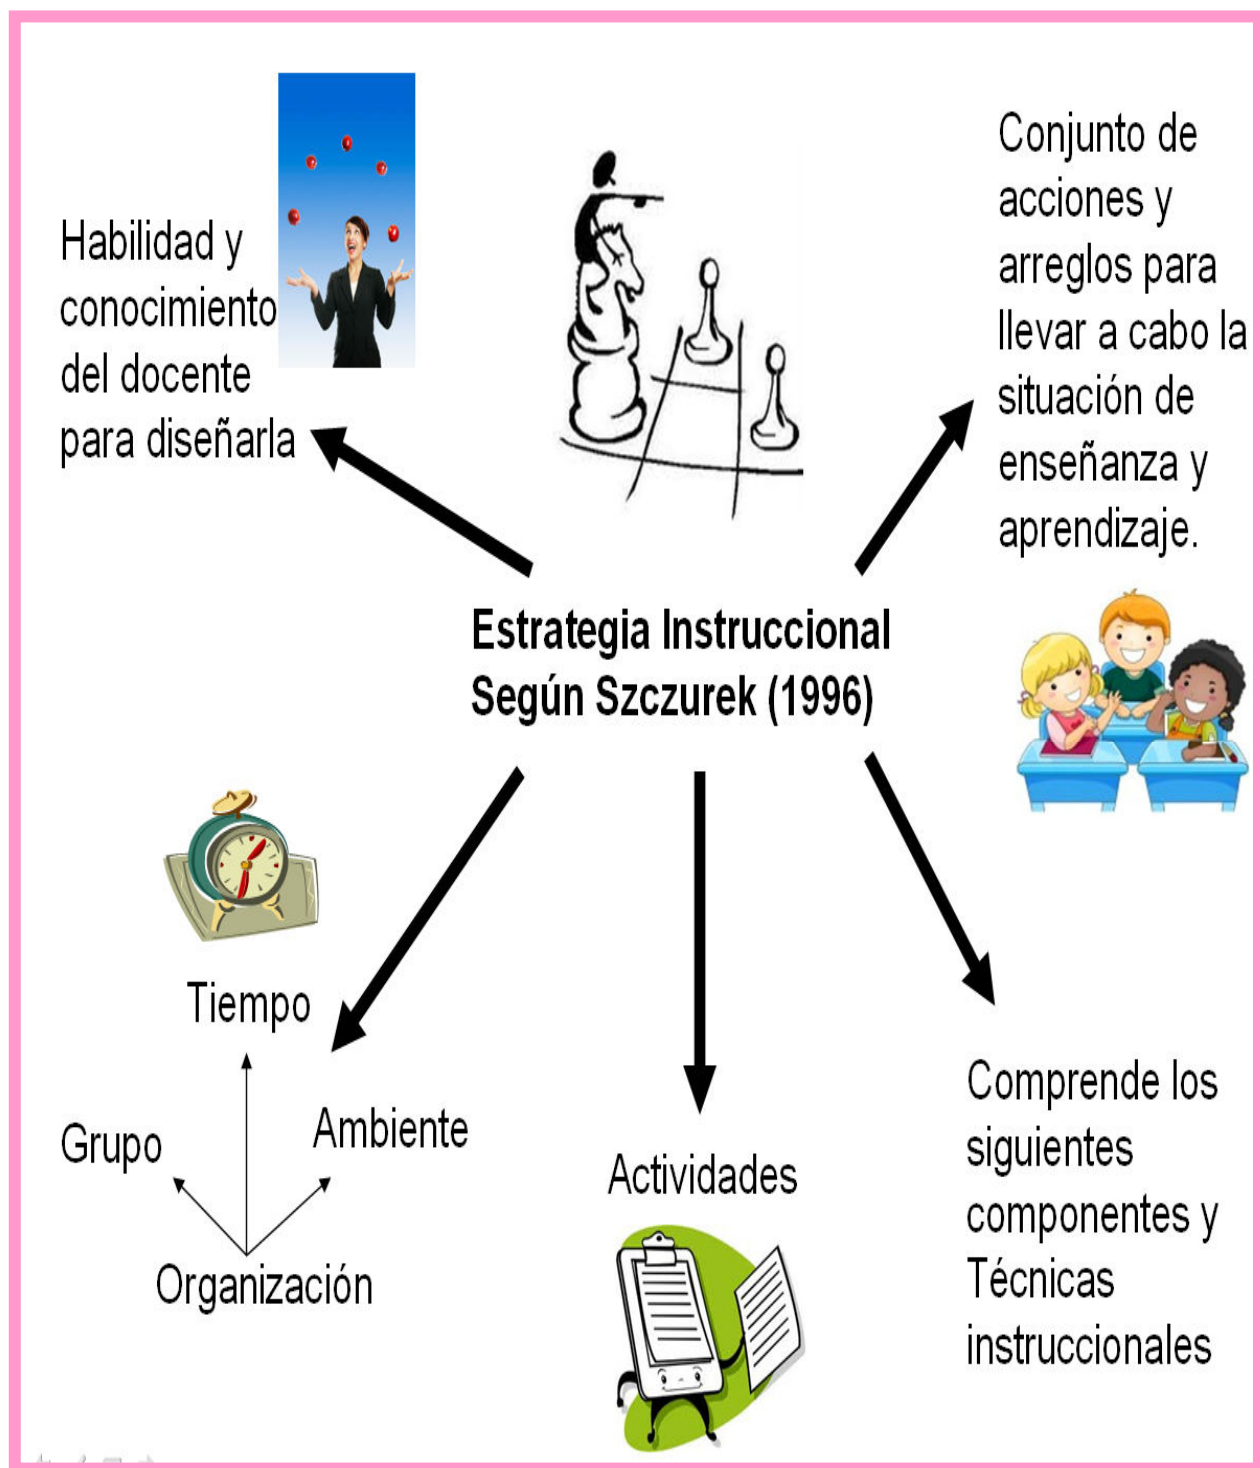 Habilidad y
conocimiento
del docente
para diseñarla
Conjunto de
acciones y
arreglos para
llevar a cabo la
situación de
enseñanza y
aprendizaje.
Estrategia Instruccional
Según Szczurek (1996)
Tiempo
Grupo
Ambiente
Organización
Actividades
Comprende los
siguientes
componentes y
Técnicas
instruccionales